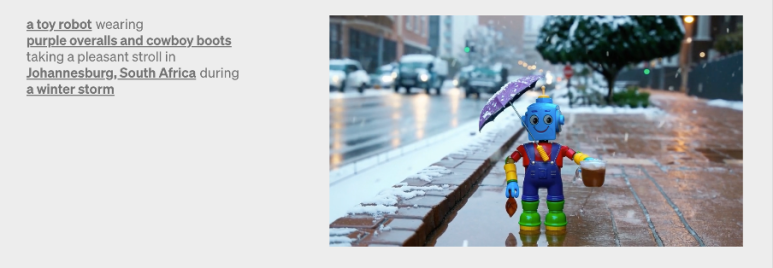 a toy robot wearing
purple overalls and cowboy boots
taking a pleasant stroll in
Johannesburg, South Africa during
a winter storm